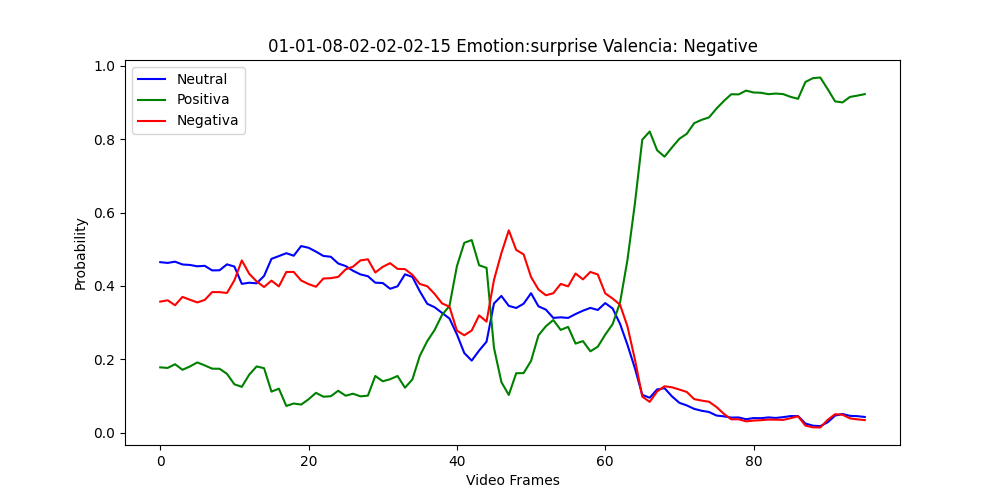 01-01-08-02-02-02-15 Emotion:surprise Valencia: Negative
Neutral
Positiva
Negativa
Probability
1.0
0.8
0.6
0.4
0.2
0.0
0 20 40 60 80
Video Frames